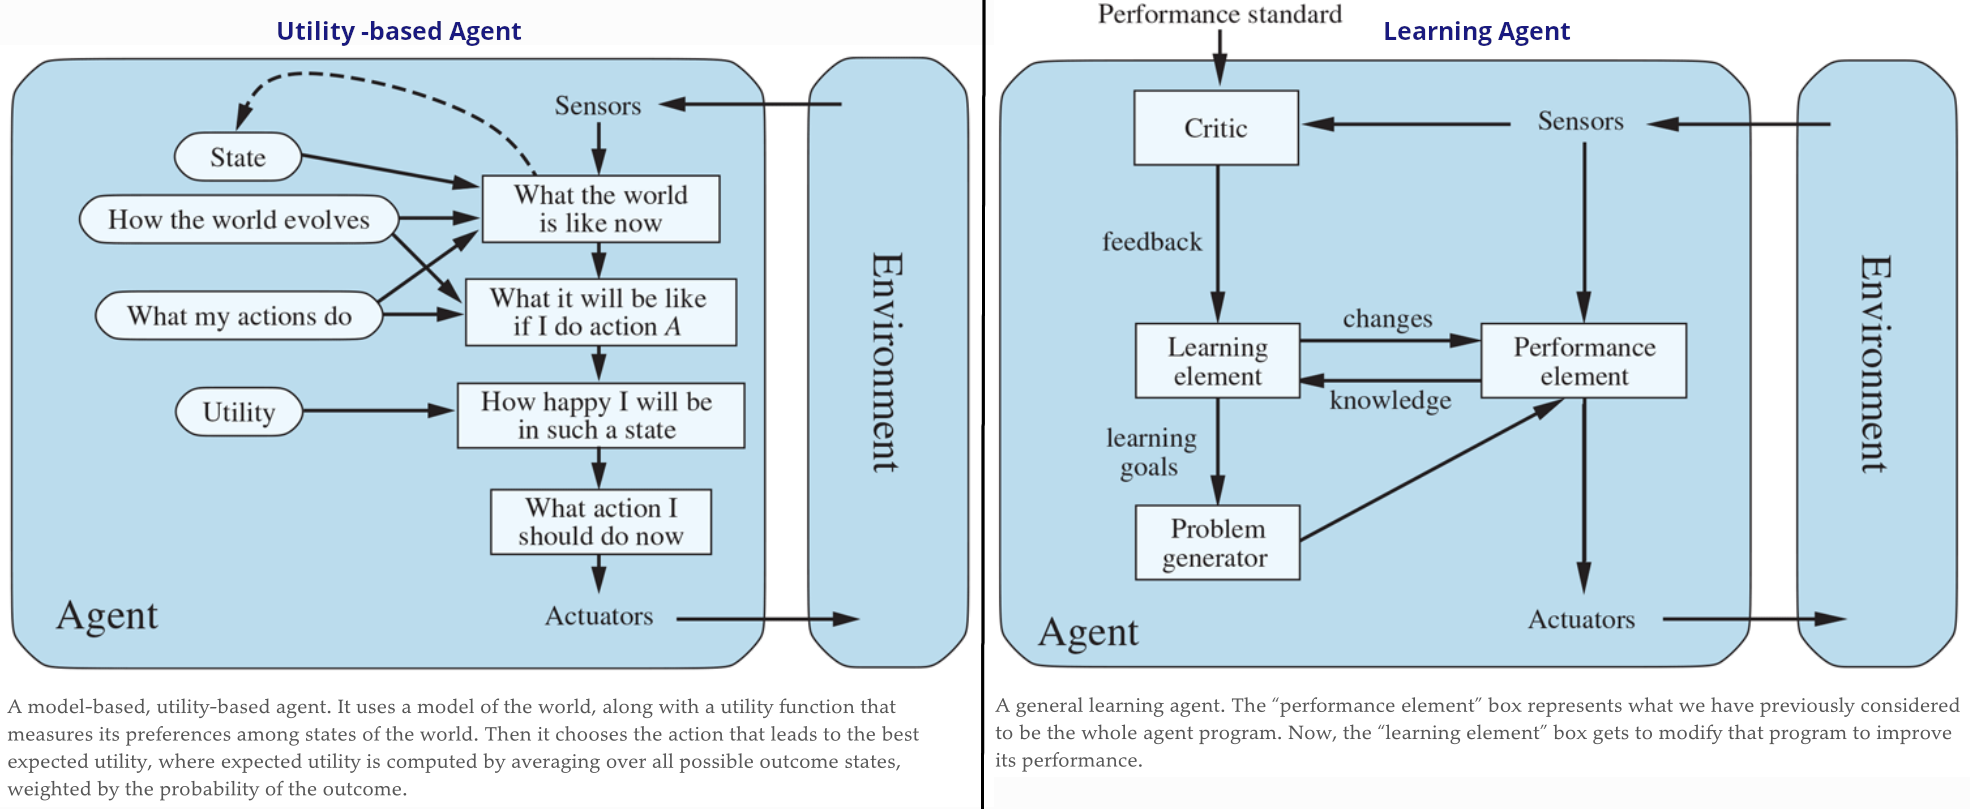 Utility -based Agent
Sensors
State
What the world
is like now
How the world evolves
What it will be like
if I do action A
What my actions do
How happy I will be
in such a state
Utility
What action I
should do now
Agent
Actuators
Environment
A model-based, utility-based agent. It uses a model of the world, along with a utility function that
measures its preferences among states of the world. Then it chooses the action that leads to the best
expected utility, where expected utility is computed by averaging over all possible outcome states,
weighted by the probability of the outcome.
Performance standard
Learning Agent
Critic
Sensors
feedback
changes
Learning
element
Performance
element
knowledge
learning
goals
Problem
generator
Agent
Actuators
Environment
A general learning agent. The “performance element” box represents what we have previously considered
to be the whole agent program. Now, the “learning element” box gets to modify that program to improve
its performance.